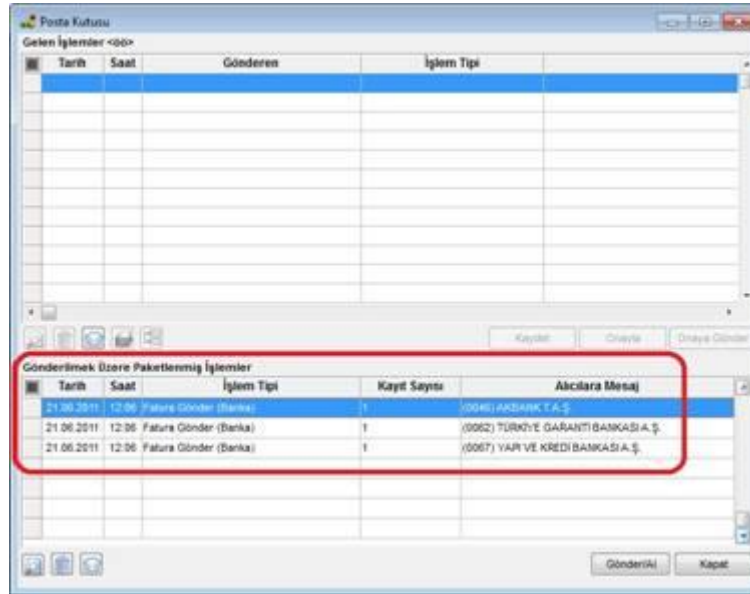 Posta Kutusu
Gelen İşlemler <öö>
Tarih Saat Gönderen İşlem Tipi
Kaydet Onayla Onaya Gönder
Gönderilmek Üzere Paketlenmiş İşlemler
Tarih Saat İşlem Tipi Kayıt Sayısı Alıcılara Mesaj
21.06.2011 12:06 Fatura Gönder (Banka) 1 (0046) AKBANK T.A.Ş.
21.06.2011 12:06 Fatura Gönder (Banka) 1 (0062) TÜRKİYE GARANTİ BANKASI A.Ş.
21.06.2011 12:06 Fatura Gönder (Banka) 1 (0067) YAPI VE KREDİ BANKASI A.Ş.
Gönder/Al Kapat